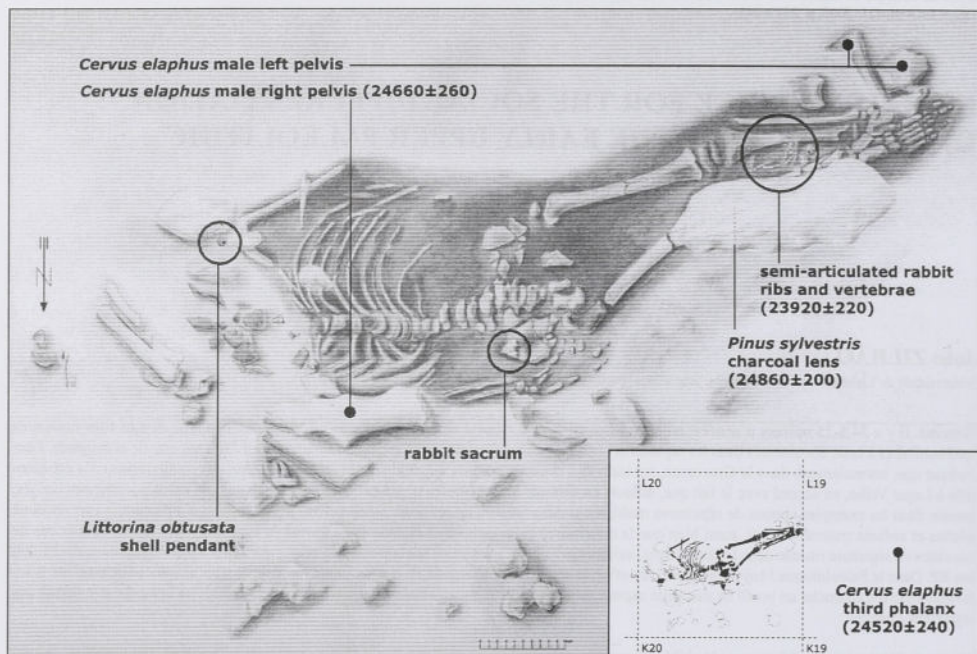 Cervus elaphus male left pelvis
Cervus elaphus male right pelvis (24660±260)
N
semi-articulated rabbit
ribs and vertebrae
(23920±220)
Pinus sylvestris
charcoal lens
(24860±200)
rabbit sacrum
Littorina obtusata
shell pendant
L20
L19
Cervus elaphus
third phalanx
(24520±240)
K20
K19